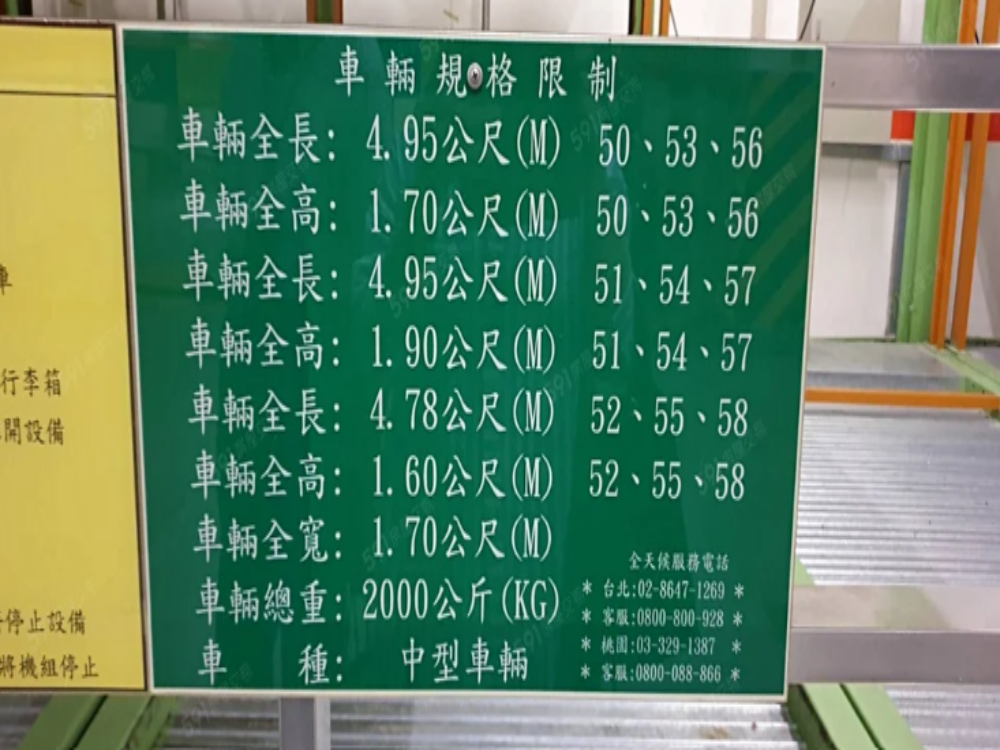 車輛規格限制
車輛全長: 4.95公尺(M) 50、53、56
車輛全高: 1.70公尺(M) 50、53、56
車輛全長: 4.95公尺(M) 51、54、57
車輛全高: 1.90公尺(M) 51、54、57
車輛全長: 4.78公尺(M) 52、55、58
車輛全高: 1.60公尺(M) 52、55、58
車輛全寬: 1.70公尺(M)
車輛總重: 2000公斤(KG)
車 種: 中型車輛
全天候服務電話
* 台北:02-8647-1269 *
* 客服:0800-800-928 *
* 桃園:03-329-1387 *
* 客服:0800-088-866 *
車
行李箱
開設備
停止設備
將機組停止